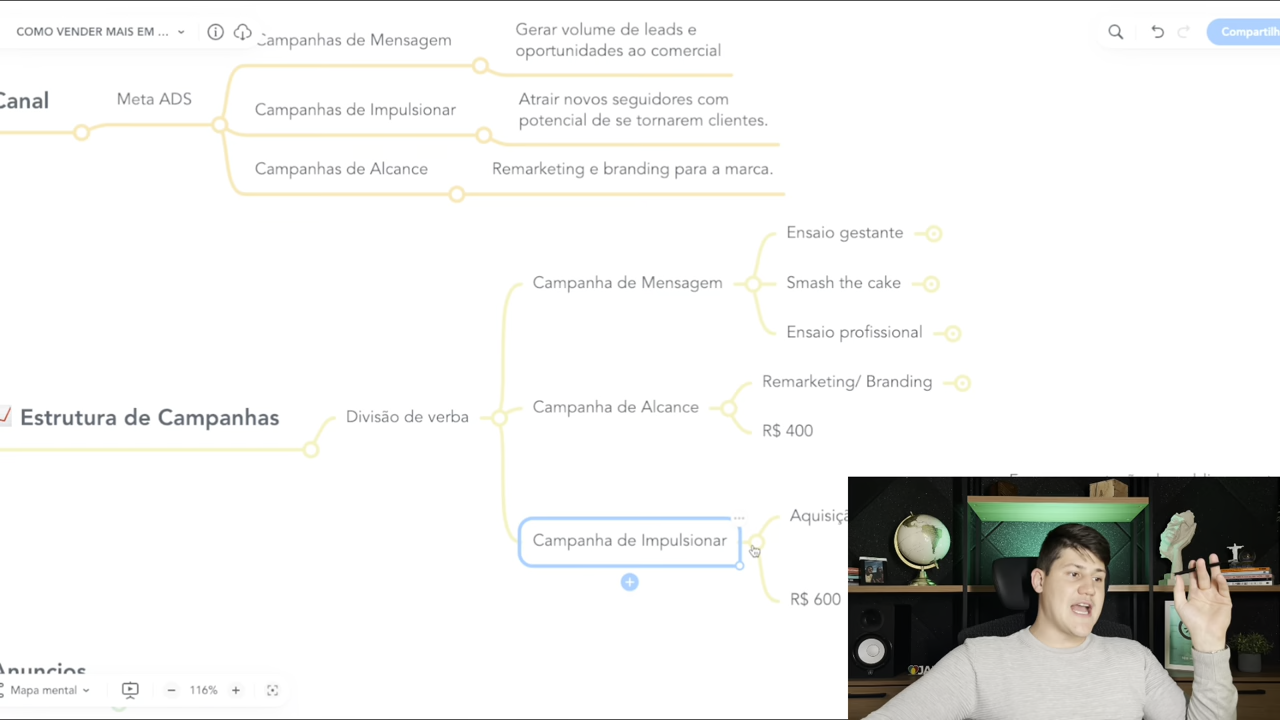 COMO VENDER MAIS EM ...
Compartilh
Campanhas de Mensagem
Gerar volume de leads e
oportunidades ao comercial
Canal
Meta ADS
Campanhas de Impulsionar
Atrair novos seguidores com
potencial de se tornarem clientes.
Campanhas de Alcance
Remarketing e branding para a marca.
Ensaio gestante
Campanha de Mensagem
Smash the cake
Ensaio profissional
Remarketing/ Branding
Estrutura de Campanhas
Divisão de verba
Campanha de Alcance
R$ 400
Campanha de Impulsionar
Aquisiçã
R$ 600
Anuncios
Mapa mental
116%